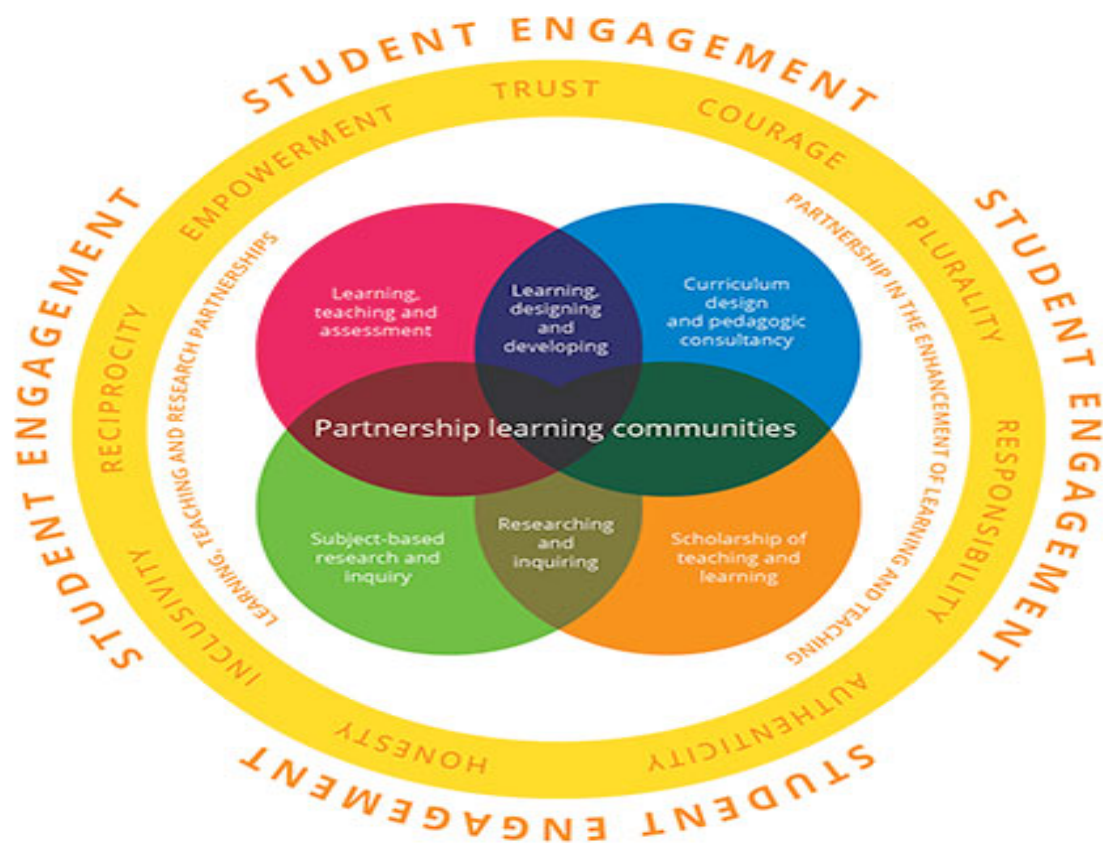 STUDENT ENGAGEMENT
STUDENT ENGAGEMENT
STUDENT ENGAGEMENT
STUDENT ENGAGEMENT
TRUST
COURAGE
PLURALITY
RESPONSIBILITY
AUTHENTICITY
HONESTY
INCLUSIVITY
RECIPROCITY
EMPOWERMENT
LEARNING, TEACHING AND RESEARCH PARTNERSHIPS
PARTNERSHIP IN THE ENHANCEMENT OF LEARNING AND TEACHING
Learning,
teaching and
assessment
Learning,
designing
and
developing
Curriculum
design
and pedagogic
consultancy
Partnership learning communities
Subject-based
research and
inquiry
Researching
and
inquiring
Scholarship of
teaching and
learning